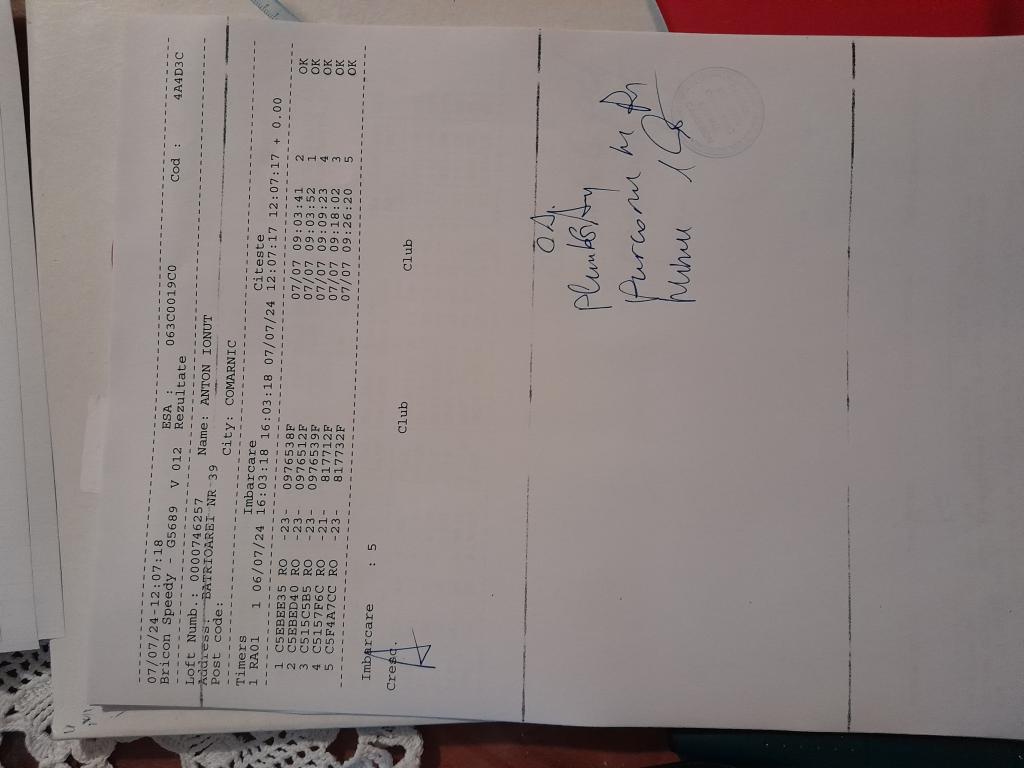 07/07/24-12:07:18
Bricon Speedy - G5689 V 012 ESA : 063C0019C0 Cod : 4A4D3C
Rezultate
Loft Numb.: 0000746257 Name: ANTON IONUT
Address: BATRIOAREI NR 39
Post code: City: COMARNIC
Timers Imbarcare Citeste
1 RA01 1 06/07/24 16:03:18 16:03:18 07/07/24 12:07:17 12:07:17 + 0.00
1 C5EBEE35 RO -23- 0976538F 07/07 09:03:41 2 OK
2 C5EBED40 RO -23- 0976512F 07/07 09:03:52 1 OK
3 C515C5B5 RO -23- 0976539F 07/07 09:09:23 4 OK
4 C5157F6C RO -21- 817712F 07/07 09:18:02 3 OK
5 C5F4A7CC RO -23- 817732F 07/07 09:26:20 5 OK
Imbarcare : 5
Cresc. Club Club